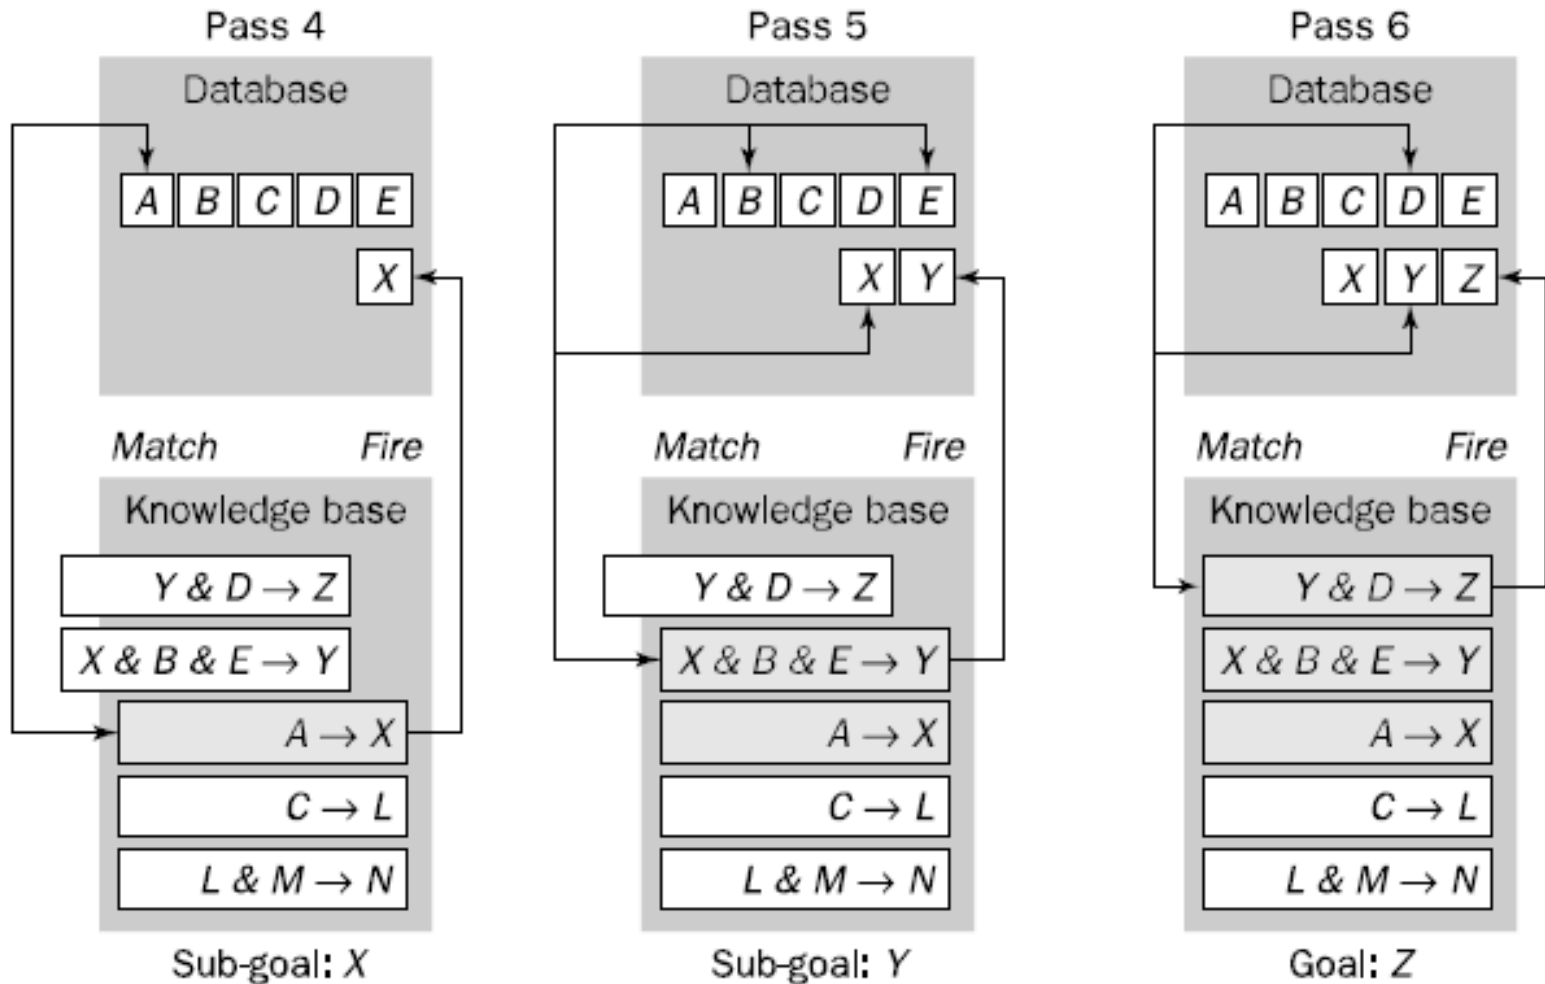 Pass 4
Database
A B C D E
X
Match Fire
Knowledge base
Y & D → Z
X & B & E → Y
A → X
C → L
L & M → N
Sub-goal: X
Pass 5
Database
A B C D E
X Y
Match Fire
Knowledge base
Y & D → Z
X & B & E → Y
A → X
C → L
L & M → N
Sub-goal: Y
Pass 6
Database
A B C D E
X Y Z
Match Fire
Knowledge base
Y & D → Z
X & B & E → Y
A → X
C → L
L & M → N
Goal: Z